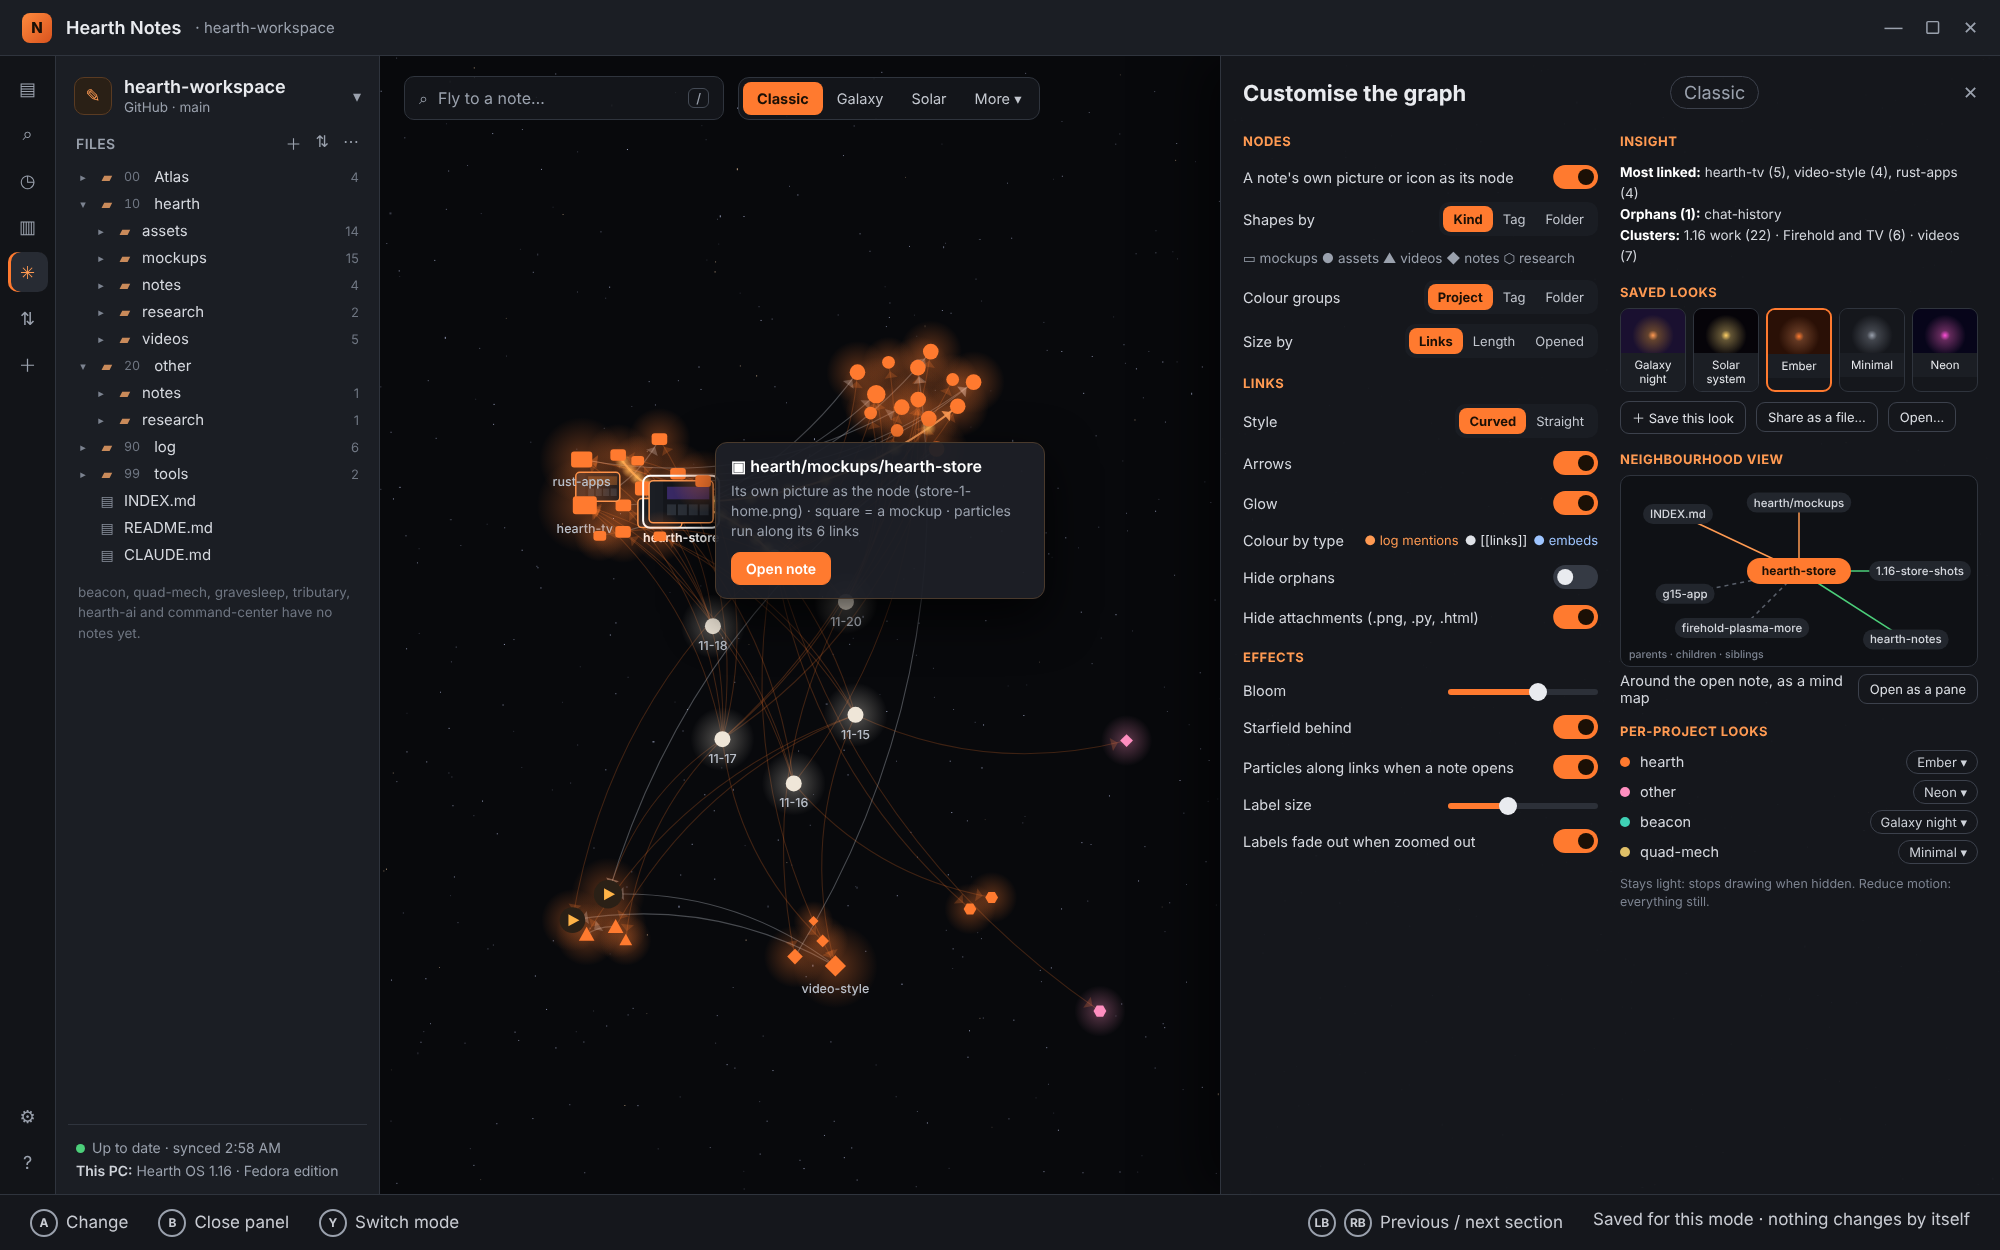 N Hearth Notes · hearth-workspace
hearth-workspace
GitHub · main
FILES
00 Atlas 4
10 hearth
assets 14
mockups 15
notes 4
research 2
videos 5
20 other
notes 1
research 1
90 log 6
99 tools 2
INDEX.md
README.md
CLAUDE.md
beacon, quad-mech, gravesleep, tributary,
hearth-ai and command-center have no
notes yet.
Up to date · synced 2:58 AM
This PC: Hearth OS 1.16 · Fedora edition
?
Fly to a note... /
Classic Galaxy Solar More ▾
rust-apps
hearth-tv
hearth-store
▣ hearth/mockups/hearth-store
Its own picture as the node (store-1-
home.png) · square = a mockup · particles
run along its 6 links
Open note
11-20
11-18
11-15
11-17
11-16
video-style
Customise the graph Classic ✕
NODES
A note's own picture or icon as its node
Shapes by Kind Tag Folder
▭ mockups ● assets ▲ videos ◆ notes ⬡ research
Colour groups Project Tag Folder
Size by Links Length Opened
LINKS
Style Curved Straight
Arrows
Glow
Colour by type ● log mentions ● [[links]] ● embeds
Hide orphans
Hide attachments (.png, .py, .html)
EFFECTS
Bloom
Starfield behind
Particles along links when a note opens
Label size
Labels fade out when zoomed out
INSIGHT
Most linked: hearth-tv (5), video-style (4), rust-apps
(4)
Orphans (1): chat-history
Clusters: 1.16 work (22) · Firehold and TV (6) · videos
(7)
SAVED LOOKS
Galaxy night
Solar system
Ember
Minimal
Neon
+ Save this look Share as a file... Open...
NEIGHBOURHOOD VIEW
hearth/mockups
INDEX.md
hearth-store
1.16-store-shots
g15-app
firehold-plasma-more
hearth-notes
parents · children · siblings
Around the open note, as a mind
map
Open as a pane
PER-PROJECT LOOKS
hearth Ember ▾
other Neon ▾
beacon Galaxy night ▾
quad-mech Minimal ▾
Stays light: stops drawing when hidden. Reduce motion:
everything still.
A Change B Close panel Y Switch mode
LB RB Previous / next section Saved for this mode · nothing changes by itself